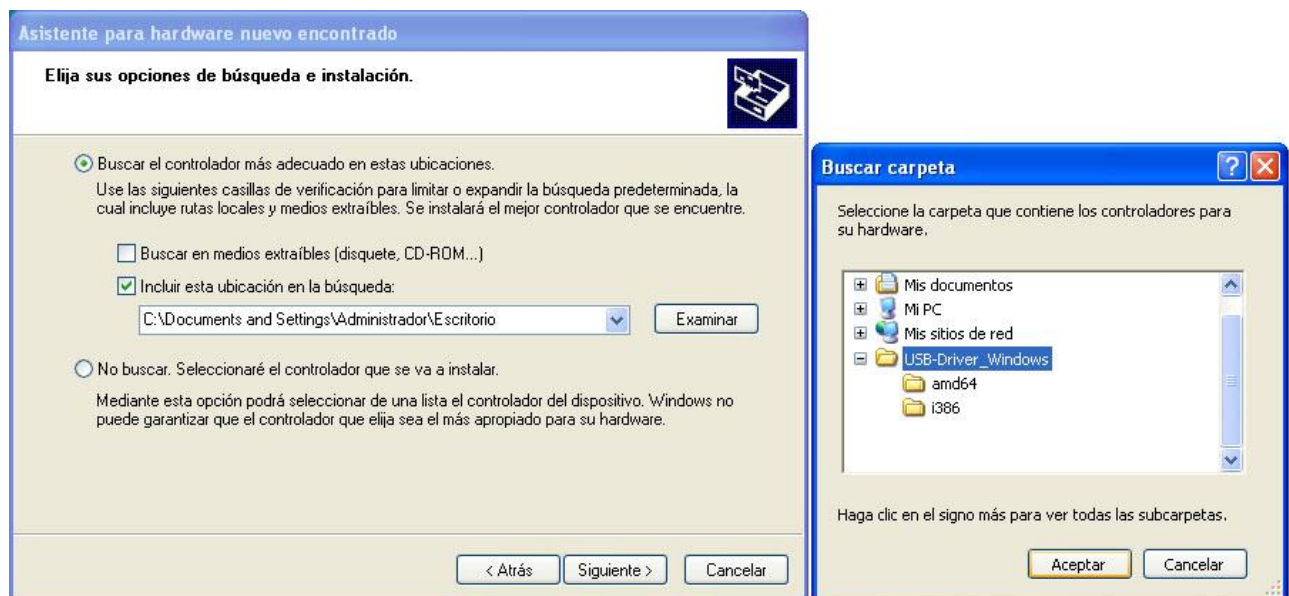 Asistente para hardware nuevo encontrado
Elija sus opciones de búsqueda e instalación.
Buscar el controlador más adecuado en estas ubicaciones.
Use las siguientes casillas de verificación para limitar o expandir la búsqueda predeterminada, la
cual incluye rutas locales y medios extraíbles. Se instalará el mejor controlador que se encuentre.
Buscar en medios extraíbles (disquete, CD-ROM...)
Incluir esta ubicación en la búsqueda:
C:\Documents and Settings\Administrador\Escritorio
Examinar
No buscar. Seleccionaré el controlador que se va a instalar.
Mediante esta opción podrá seleccionar de una lista el controlador del dispositivo. Windows no
puede garantizar que el controlador que elija sea el más apropiado para su hardware.
< Atrás
Siguiente >
Cancelar
Buscar carpeta
Seleccione la carpeta que contiene los controladores para
su hardware.
Mis documentos
Mi PC
Mis sitios de red
USB-Driver_Windows
amd64
i386
Haga clic en el signo más para ver todas las subcarpetas.
Aceptar
Cancelar